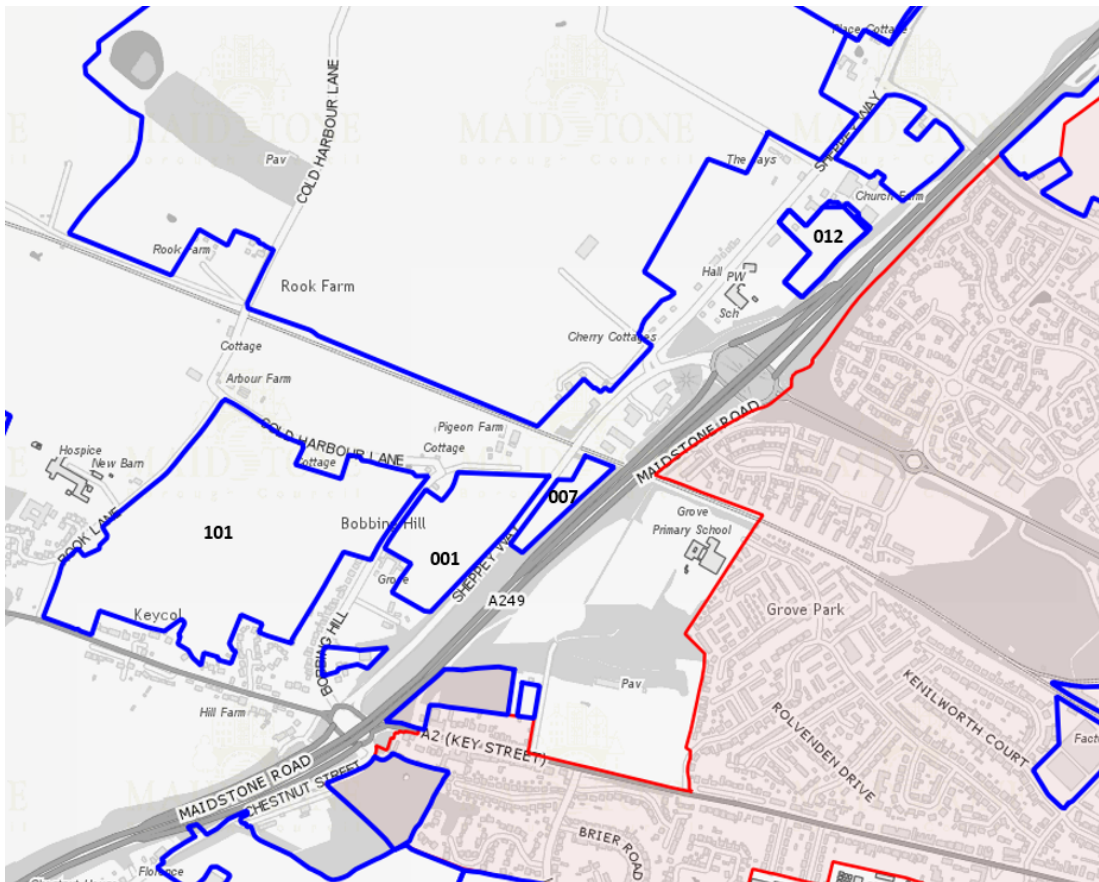 Place Cottage
SHEPPEY WAY
COLD HARBOUR LANE
Pav
The Jays
Church Farm
012
Rook Farm
Hall
PW
Rook Farm
Sch
Cherry Cottages
Cottage
Arbour Farm
MAIDSTONE ROAD
COLD HARBOUR LANE
Pigeon Farm
Cottage
Hospice
New Barn
Cottage
007
ROOK LANE
101
Bobbing Hill
001
Grove
Primary School
Grove
SHEPPEY WAY
A249
Keycol
Grove Park
BOBBING HILL
Pav
KENILWORTH COURT
Hill Farm
ROLVENDEN DRIVE
A2 (KEY STREET)
MAIDSTONE ROAD
CHESTNUT STREET
BRIER ROAD
Florence
MAIDSTONE
Borough Council